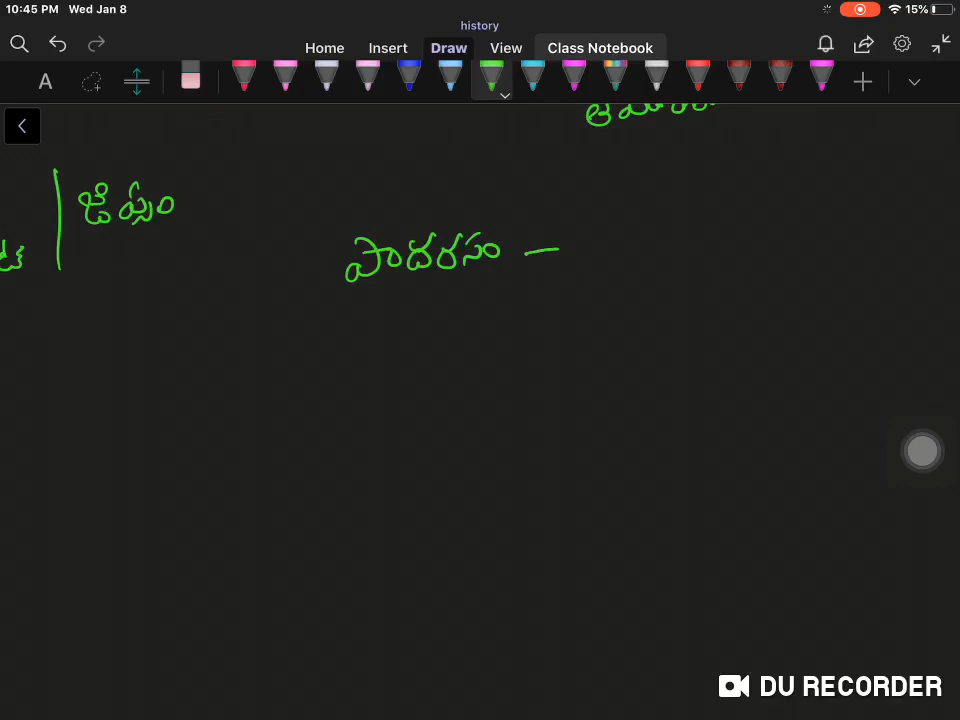 10:45 PM Wed Jan 8
15%
history
Home Insert Draw View Class Notebook
A
పాదరసం —
DU RECORDER